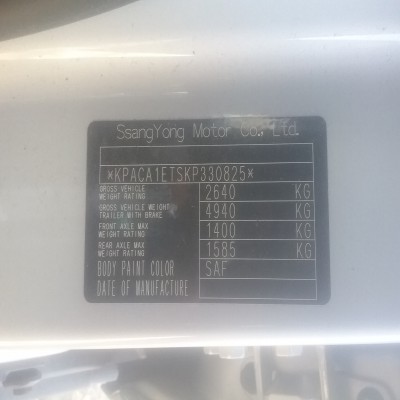 SsangYong Motor Co., Ltd.
*KPACA1ETSKP330825*
GROSS VEHICLE WEIGHT RATING 2640 KG
GROSS VEHICLE WEIGHT TRAILER WITH BRAKE 4940 KG
FRONT AXLE MAX WEIGHT RATING 1400 KG
REAR AXLE MAX WEIGHT RATING 1585 KG
BODY PAINT COLOR SAF
DATE OF MANUFACTURE